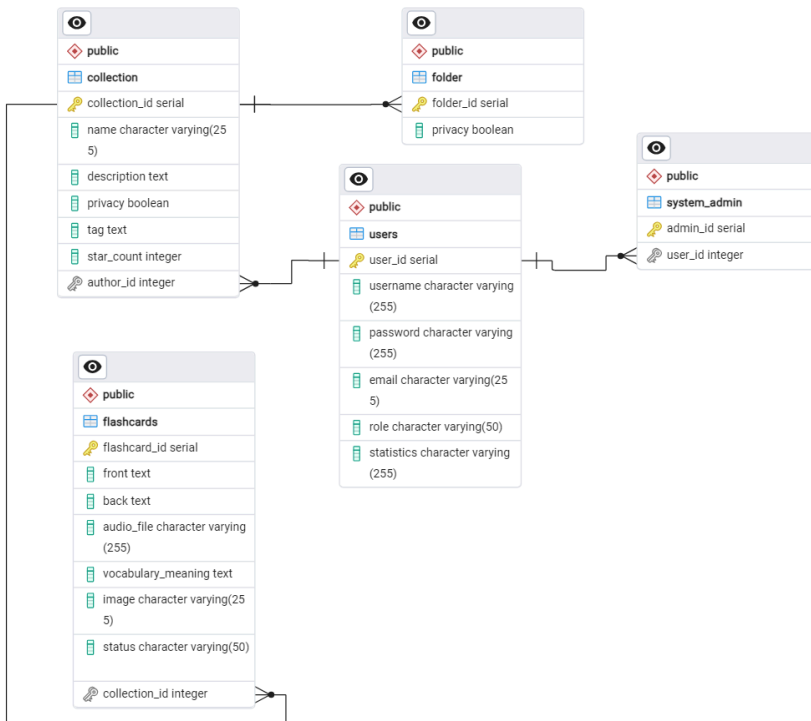 public
collection
collection_id serial
name character varying(25
5)
description text
privacy boolean
tag text
star_count integer
author_id integer
public
folder
folder_id serial
privacy boolean
public
users
user_id serial
username character varying
(255)
password character varying
(255)
email character varying(25
5)
role character varying(50)
statistics character varying
(255)
public
system_admin
admin_id serial
user_id integer
public
flashcards
flashcard_id serial
front text
back text
audio_file character varying
(255)
vocabulary_meaning text
image character varying(25
5)
status character varying(50)
collection_id integer